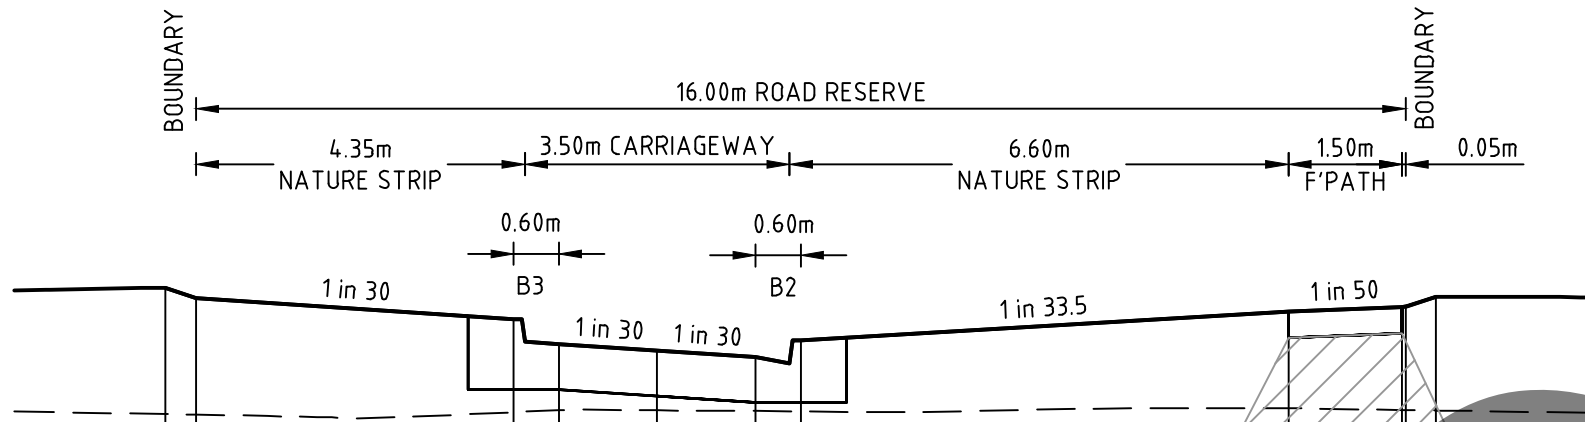 BOUNDARY
BOUNDARY
16.00m ROAD RESERVE
4.35m
NATURE STRIP
3.50m CARRIAGEWAY
6.60m
NATURE STRIP
1.50m
F'PATH
0.05m
0.60m
B3
0.60m
B2
1 in 30
1 in 30
1 in 30
1 in 33.5
1 in 50